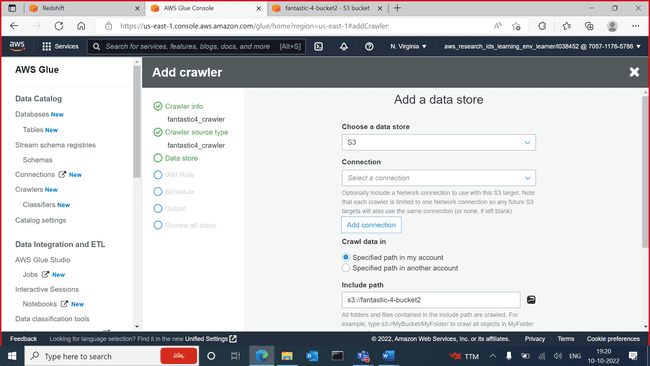 Redshift
AWS Glue Console
fantastic-4-bucket2 - S3 bucket
https://us-east-1.console.aws.amazon.com/glue/home?region=us-east-1#addCrawler:
aws
Services
Search for services, features, blogs, docs, and more
[Alt+S]
N. Virginia
aws_research_ids_learning_env_learner/I038452 @ 7057-1176-5786
AWS Glue
Data Catalog
Databases New
Tables New
Stream schema registries
Schemas
Connections New
Crawlers New
Classifiers New
Catalog settings
Data Integration and ETL
AWS Glue Studio
Jobs New
Interactive Sessions
Notebooks New
Data classification tools
Add crawler
Crawler info
fantastic4_crawler
Crawler source type
fantastic4_crawler
Data store
IAM Role
Schedule
Output
Review all steps
Add a data store
Choose a data store
S3
Connection
Select a connection
Optionally include a Network connection to use with this S3 target. Note
that each crawler is limited to one Network connection so any future S3
targets will also use the same connection (or none, if left blank).
Add connection
Crawl data in
Specified path in my account
Specified path in another account
Include path
s3://fantastic-4-bucket2
All folders and files contained in the include path are crawled. For
example, type s3://MyBucket/MyFolder/ to crawl all objects in MyFolder
Feedback
Looking for language selection? Find it in the new Unified Settings
© 2022, Amazon Web Services, Inc. or its affiliates.
Privacy
Terms
Cookie preferences
Type here to search
TTM
ENG
19:20
10-10-2022